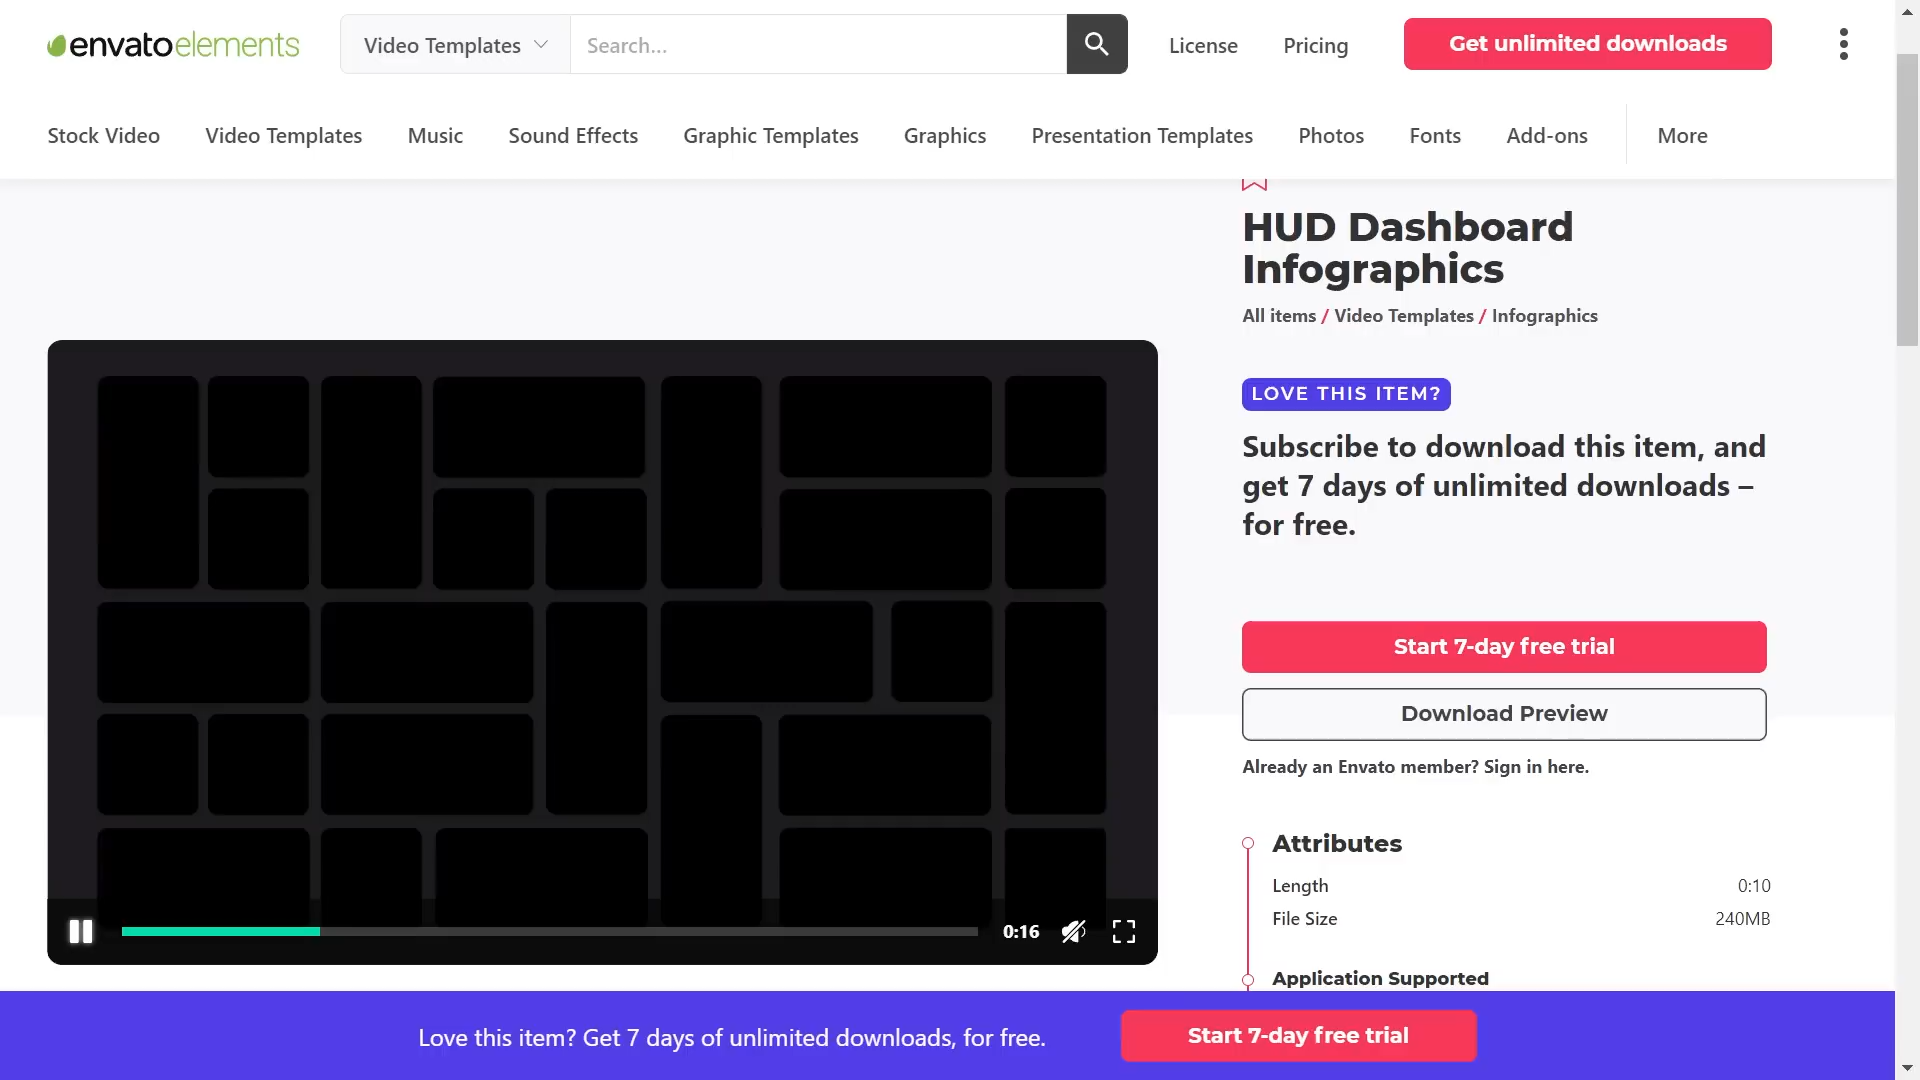 envatoelements
Video Templates
Search...
License
Pricing
Get unlimited downloads
Stock Video
Video Templates
Music
Sound Effects
Graphic Templates
Graphics
Presentation Templates
Photos
Fonts
Add-ons
More
HUD Dashboard
Infographics
All items / Video Templates / Infographics
LOVE THIS ITEM?
Subscribe to download this item, and
get 7 days of unlimited downloads –
for free.
Start 7-day free trial
Download Preview
Already an Envato member? Sign in here.
Attributes
Length 0:10
File Size 240MB
0:16
Application Supported
Love this item? Get 7 days of unlimited downloads, for free.
Start 7-day free trial